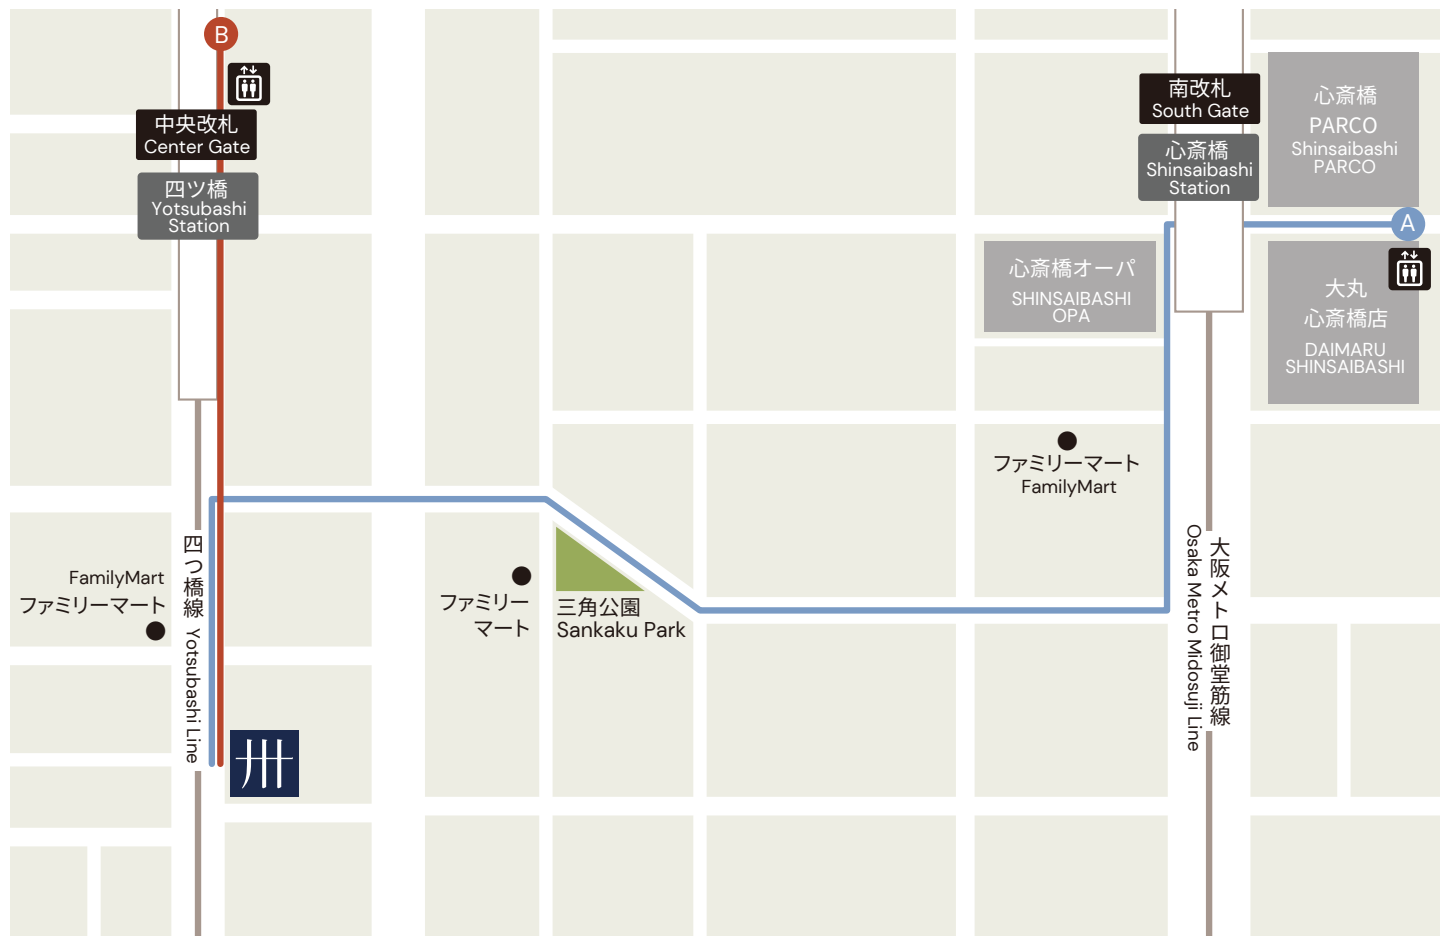 B
中央改札
Center Gate
四ツ橋
Yotsubashi
Station
南改札
South Gate
心斎橋
Shinsaibashi
Station
心斎橋
PARCO
Shinsaibashi
PARCO
A
心斎橋オーパ
SHINSAIBASHI
OPA
大丸
心斎橋店
DAIMARU
SHINSAIBASHI
ファミリーマート
FamilyMart
四つ橋線 Yotsubashi Line
FamilyMart
ファミリーマート
ファミリー
マート
三角公園
Sankaku Park
大阪メトロ御堂筋線
Osaka Metro Midosuji Line
卅